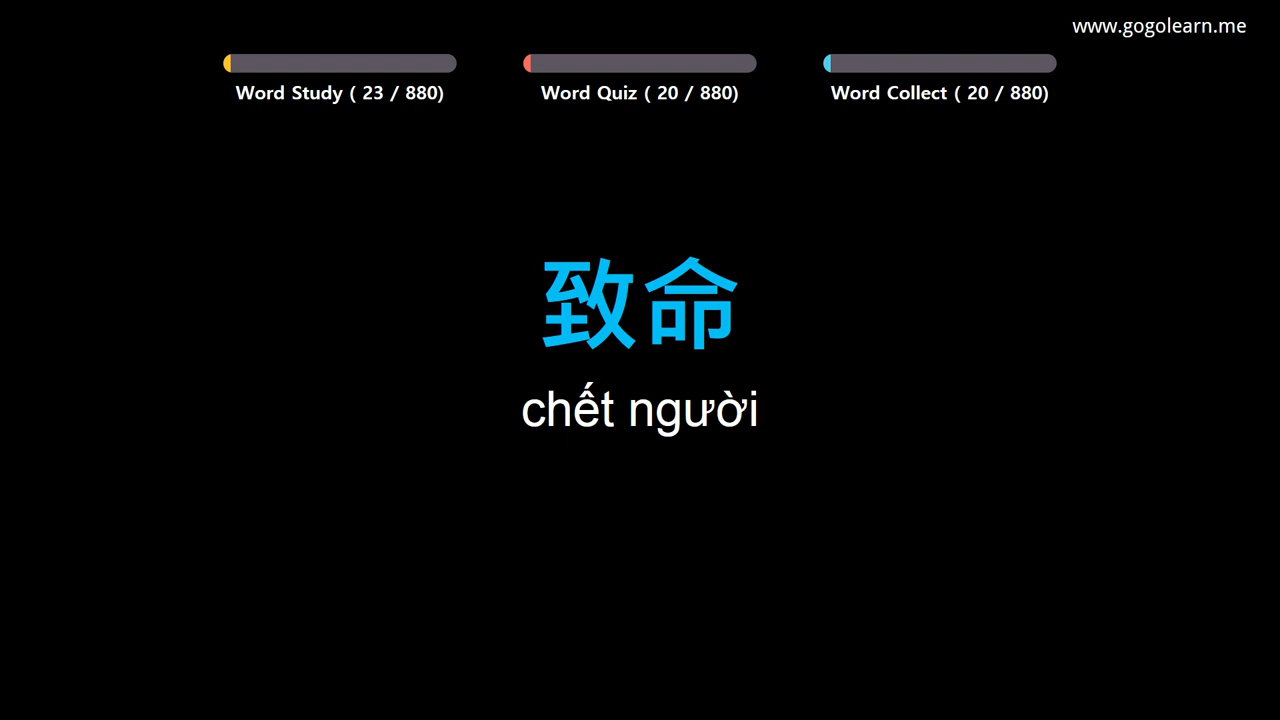 www.gogolearn.me
Word Study ( 23 / 880)
Word Quiz ( 20 / 880)
Word Collect ( 20 / 880)
致命
chết người